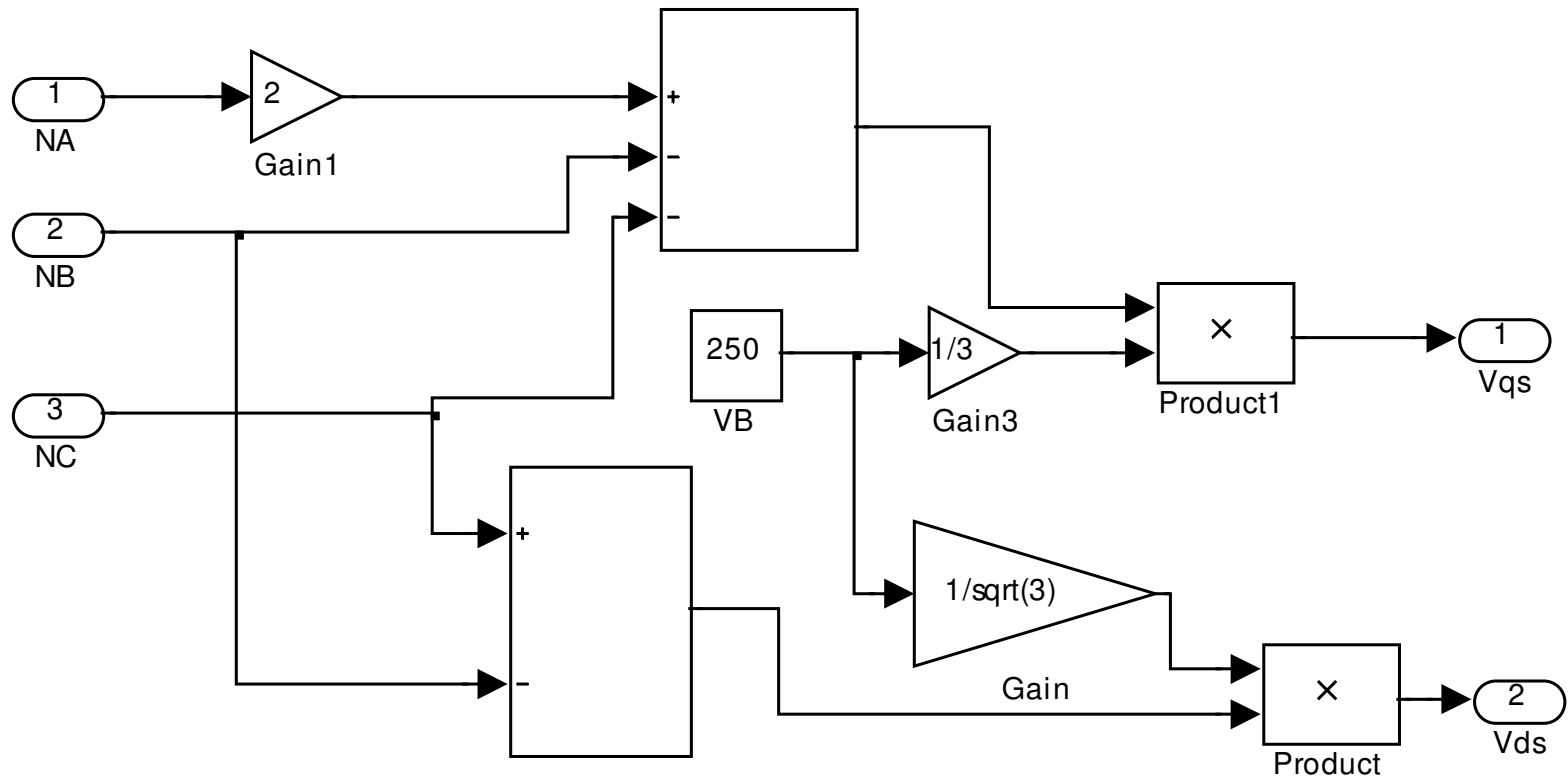 1
NA
2
Gain1
+
−
−
2
NB
3
NC
250
VB
1/3
Gain3
×
Product1
1
Vqs
+
−
1/sqrt(3)
Gain
×
Product
2
Vds